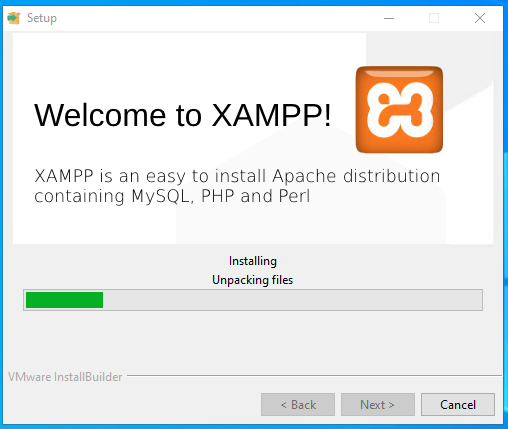 Setup
Welcome to XAMPP!
XAMPP is an easy to install Apache distribution
containing MySQL, PHP and Perl
Installing
Unpacking files
VMware InstallBuilder
< Back
Next >
Cancel